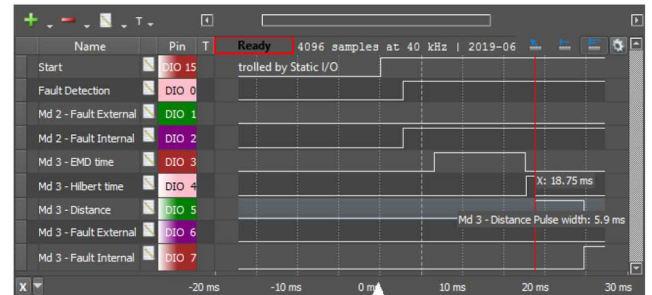 T
Name Pin T Ready 4096 samples at 40 kHz | 2019-06
Start DIO 15 trolled by Static I/O
Fault Detection DIO 0
Md 2 - Fault External DIO 1
Md 2 - Fault Internal DIO 2
Md 3 - EMD time DIO 3
Md 3 - Hilbert time DIO 4 X: 18.75 ms
Md 3 - Distance DIO 5
Md 3 - Distance Pulse width: 5.9 ms
Md 3 - Fault External DIO 6
Md 3 - Fault Internal DIO 7
X -20 ms -10 ms 0 ms 10 ms 20 ms 30 ms